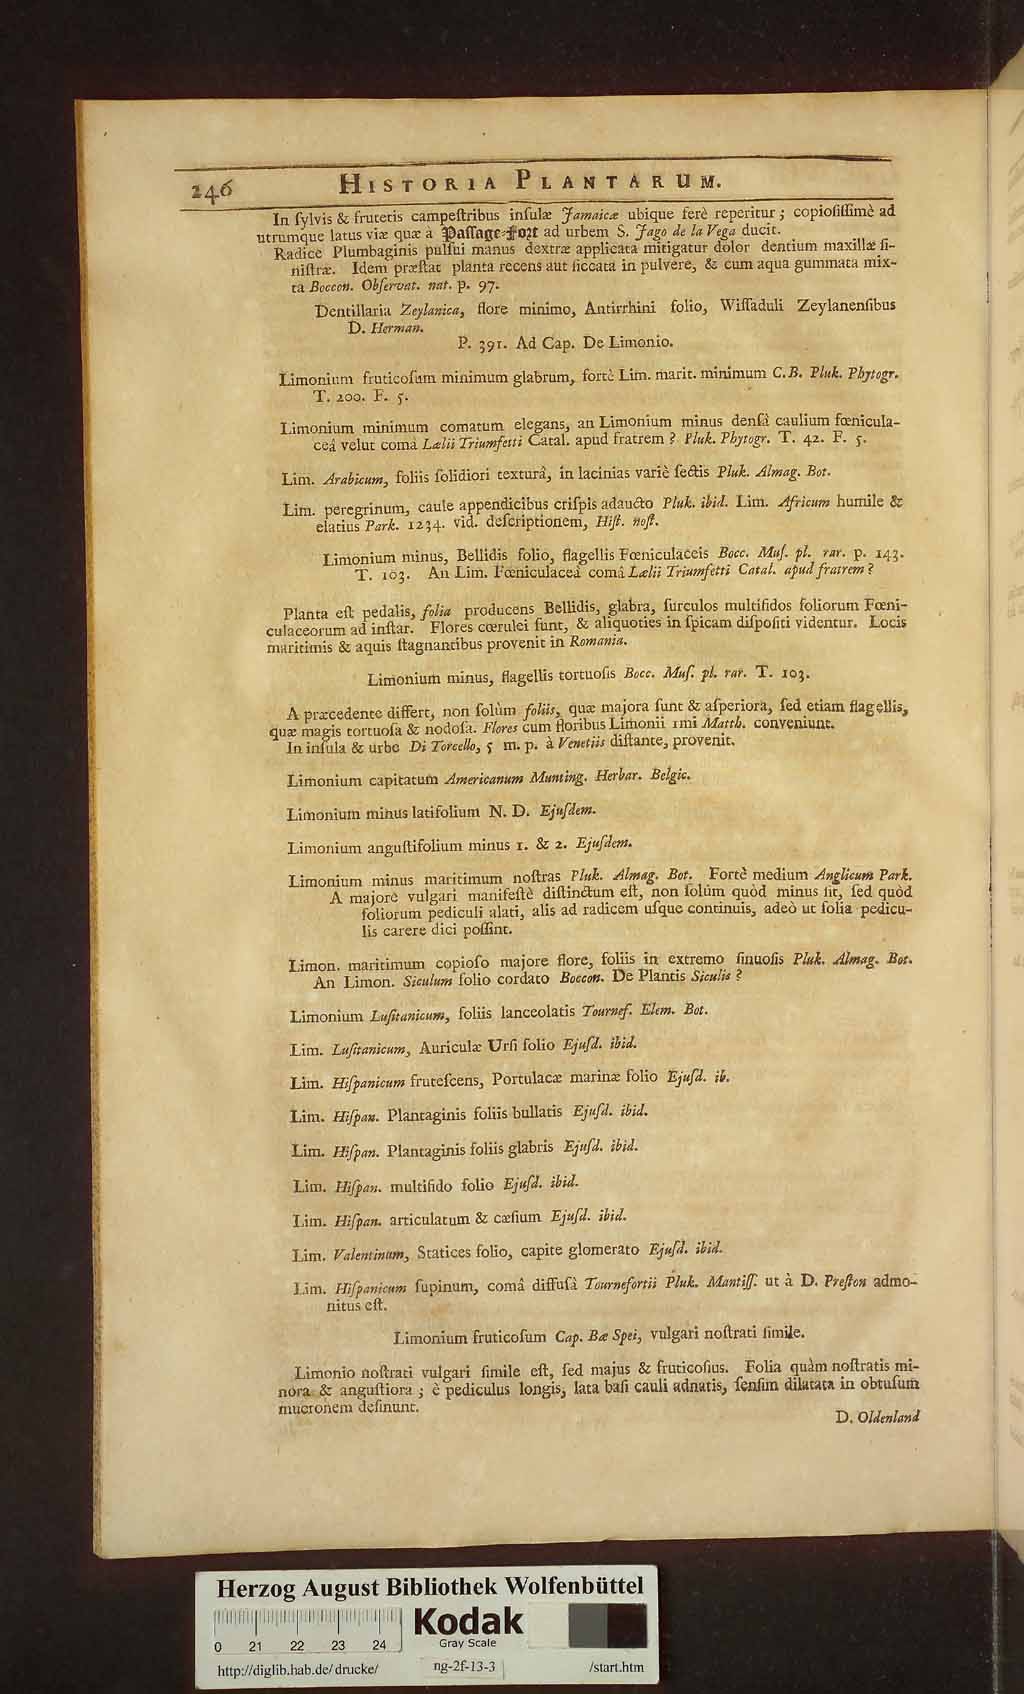 246 HISTORIA PLANTARUM.
In ſylvis & frutetis campeſtribus inſulæ Jamaicæ ubique ferè reperitur; copioſiſſimè ad
utrumque latus viæ quæ à Paſſage-Fort ad urbem S. Jago de la Vega ducit.
Radice Plumbaginis pulſui manus dextræ applicata mitigatur dolor dentium maxillæ ſi-
niſtræ. Idem præſtat planta recens aut ſiccata in pulvere, & cum aqua gummata mix-
ta Boccon. Obſervat. nat. p. 97.
Dentillaria Zeylanica, flore minimo, Antirrhini folio, Wiſſaduli Zeylanenſibus
D. Herman.
P. 391. Ad Cap. De Limonio.
Limonium fruticoſum minimum glabrum, fortè Lim. marit. minimum C.B. Pluk. Phytogr.
T. 200. F. 5.
Limonium minimum comatum elegans, an Limonium minus denſâ caulium fœnicula-
ceâ velut comâ Lælii Triumfetti Catal. apud fratrem? Pluk. Phytogr. T. 42. F. 5.
Lim. Arabicum, foliis ſolidiori texturâ, in lacinias variè ſectis Pluk. Almag. Bot.
Lim. peregrinum, caule appendicibus criſpis adaucto Pluk. ibid. Lim. Africum humile &
elatius Park. 1234. vid. deſcriptionem, Hiſt. noſt.
Limonium minus, Bellidis folio, flagellis Fœniculaceis Bocc. Muſ. pl. rar. p. 143.
T. 103. An Lim. Fœniculaceâ comâ Lælii Triumfetti Catal. apud fratrem?
Planta eſt pedalis, folia producens Bellidis, glabra, ſurculos multifidos foliorum Fœni-
culaceorum ad inſtar. Flores cœrulei ſunt, & aliquoties in ſpicam diſpoſiti videntur. Locis
maritimis & aquis ſtagnantibus provenit in Romania.
Limonium minus, flagellis tortuoſis Bocc. Muſ. pl. rar. T. 103.
A præcedente differt, non ſolùm foliis, quæ majora ſunt & aſperiora, ſed etiam flagellis,
quæ magis tortuoſa & nodoſa. Flores cum floribus Limonii 1mi Matth. conveniunt.
In inſula & urbe Di Torcello, 5 m. p. à Venetiis diſtante, provenit.
Limonium capitatum Americanum Munting. Herbar. Belgic.
Limonium minus latifolium N. D. Ejuſdem.
Limonium anguſtifolium minus 1. & 2. Ejuſdem.
Limonium minus maritimum noſtras Pluk. Almag. Bot. Fortè medium Anglicum Park.
A majore vulgari manifeſtè diſtinctum eſt, non ſolùm quòd minus ſit, ſed quòd
foliorum pediculi alati, alis ad radicem uſque continuis, adeò ut folia pedicu-
lis carere dici poſſint.
Limon. maritimum copioſo majore flore, foliis in extremo ſinuoſis Pluk. Almag. Bot.
An Limon. Siculum folio cordato Boccon. De Plantis Siculis?
Limonium Luſitanicum, foliis lanceolatis Tournef. Elem. Bot.
Lim. Luſitanicum, Auriculæ Urſi folio Ejuſd. ibid.
Lim. Hiſpanicum fruteſcens, Portulacæ marinæ folio Ejuſd. ib.
Lim. Hiſpan. Plantaginis foliis bullatis Ejuſd. ibid.
Lim. Hiſpan. Plantaginis foliis glabris Ejuſd. ibid.
Lim. Hiſpan. multifido folio Ejuſd. ibid.
Lim. Hiſpan. articulatum & cæſium Ejuſd. ibid.
Lim. Valentinum, Statices folio, capite glomerato Ejuſd. ibid.
Lim. Hiſpanicum ſupinum, comâ diffuſâ Tournefortii Pluk. Mantiſſ. ut à D. Preſton admo-
nitus eſt.
Limonium fruticoſum Cap. Bæ Spei, vulgari noſtrati ſimile.
Limonio noſtrati vulgari ſimile eſt, ſed majus & fruticoſius. Folia quàm noſtratis mi-
nora & anguſtiora; è pediculus longis, lata baſi cauli adnatis, ſenſim dilatata in obtuſum
mucronem deſinunt.
D. Oldenland
Herzog August Bibliothek Wolfenbüttel
Kodak
Gray Scale
0 21 22 23 24
http://diglib.hab.de/drucke/ ng-2f-13-3 /start.htm